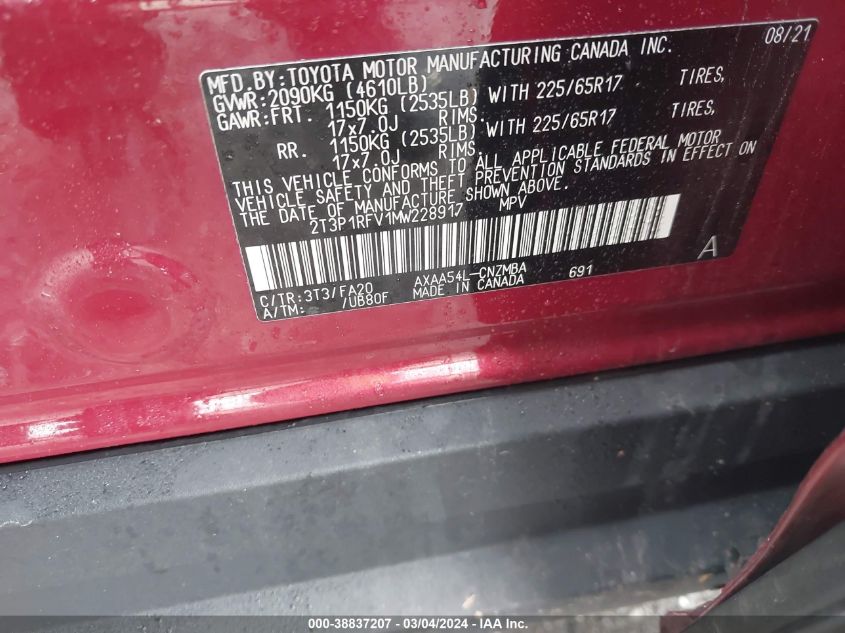 MFD.BY:TOYOTA MOTOR MANUFACTURING CANADA INC. 08/21
GVWR:2090KG (4610LB)
GAWR:FRT. 1150KG (2535LB) WITH 225/65R17 TIRES,
17x7.0J RIMS.
RR. 1150KG (2535LB) WITH 225/65R17 TIRES,
17x7.0J RIMS.
THIS VEHICLE CONFORMS TO ALL APPLICABLE FEDERAL MOTOR
VEHICLE SAFETY AND THEFT PREVENTION STANDARDS IN EFFECT ON
THE DATE OF MANUFACTURE SHOWN ABOVE.
2T3P1RFV1MW228917 MPV
A
C/TR:3T3/FA20 AXAA54L-CNZMBA 691
A/TM: /UB80F MADE IN CANADA
000-38837207 - 03/04/2024 - IAA Inc.